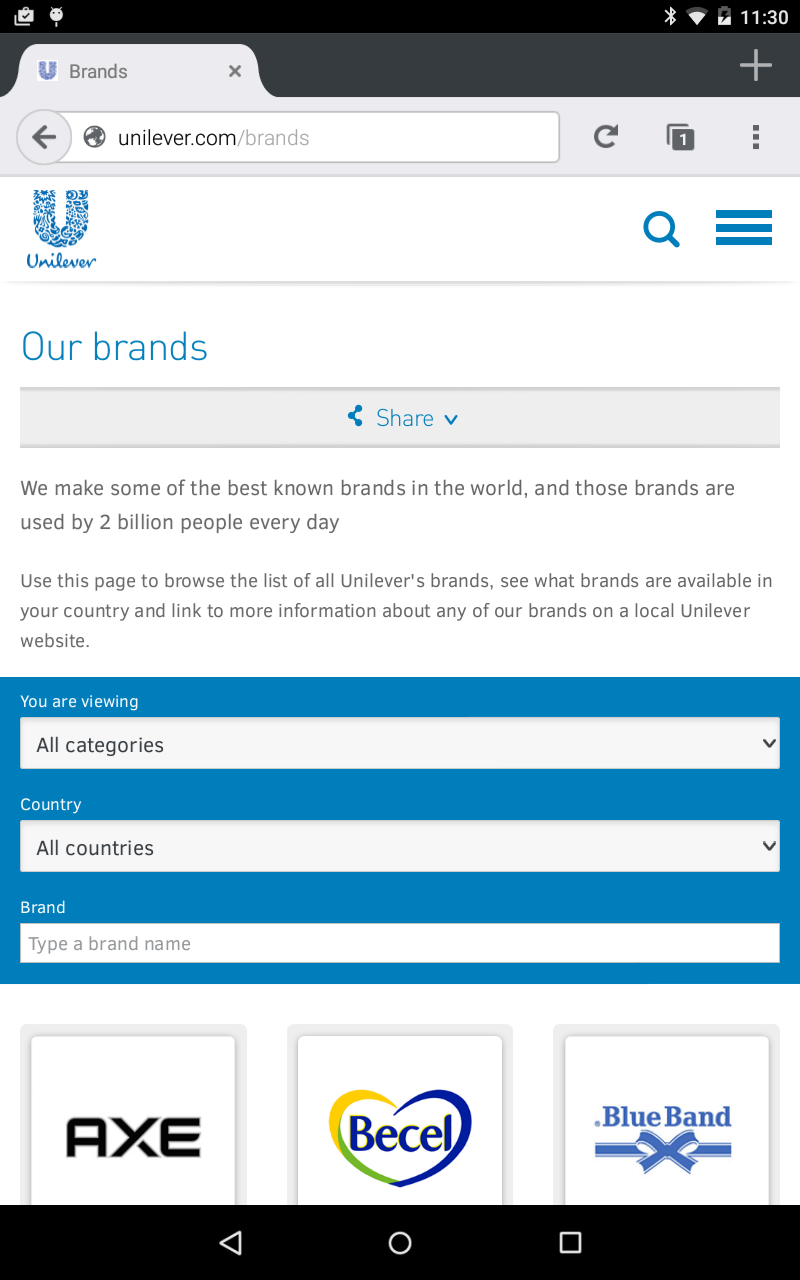 11:30
Brands
unilever.com/brands
1
Unilever
Our brands
Share
We make some of the best known brands in the world, and those brands are
used by 2 billion people every day
Use this page to browse the list of all Unilever's brands, see what brands are available in
your country and link to more information about any of our brands on a local Unilever
website.
You are viewing
All categories
Country
All countries
Brand
Type a brand name
AXE
Becel
Blue Band